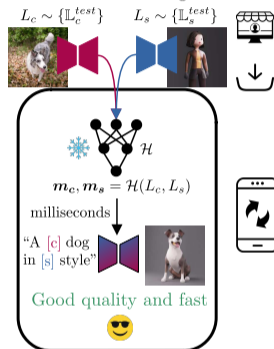 L_c ∼ {𝕃_c^{test}} L_s ∼ {𝕃_s^{test}}
ℋ
m_c, m_s = ℋ(L_c, L_s)
milliseconds
“A [c] dog
in [s] style”
Good quality and fast